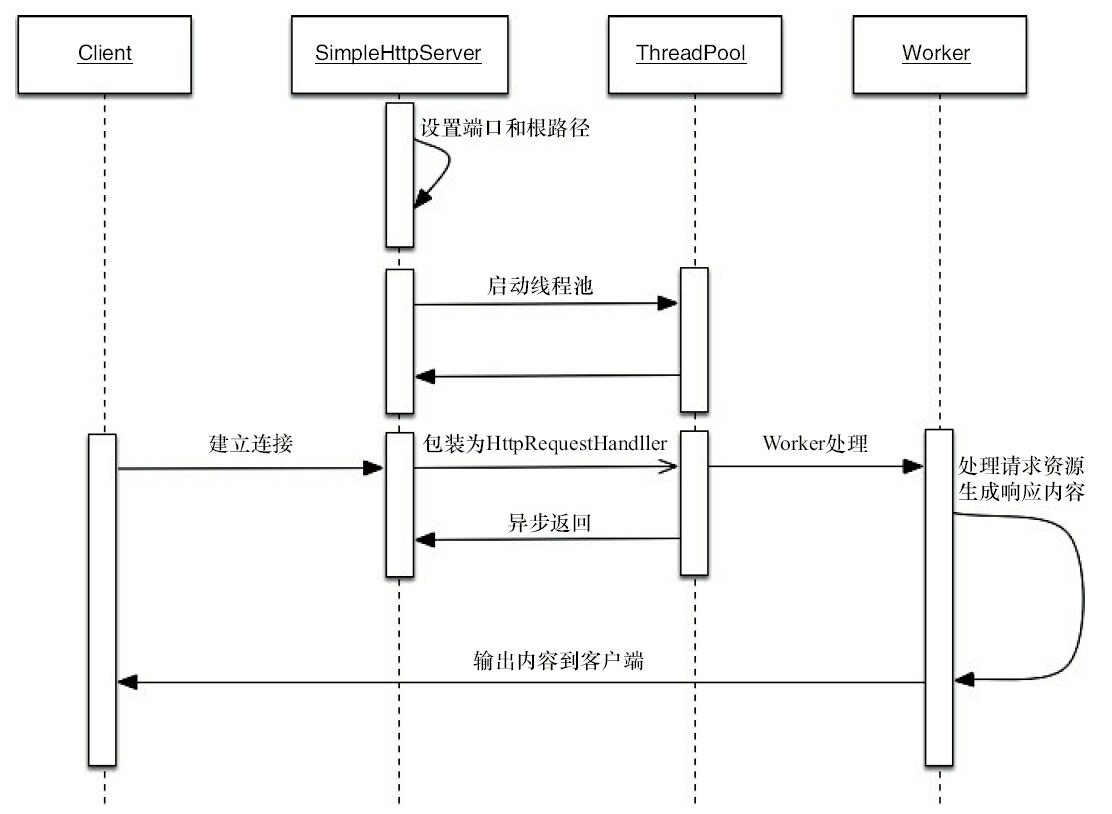 Client
SimpleHttpServer
ThreadPool
Worker
设置端口和根路径
启动线程池
建立连接
包装为HttpRequestHandller
Worker处理
处理请求资源
生成响应内容
异步返回
输出内容到客户端